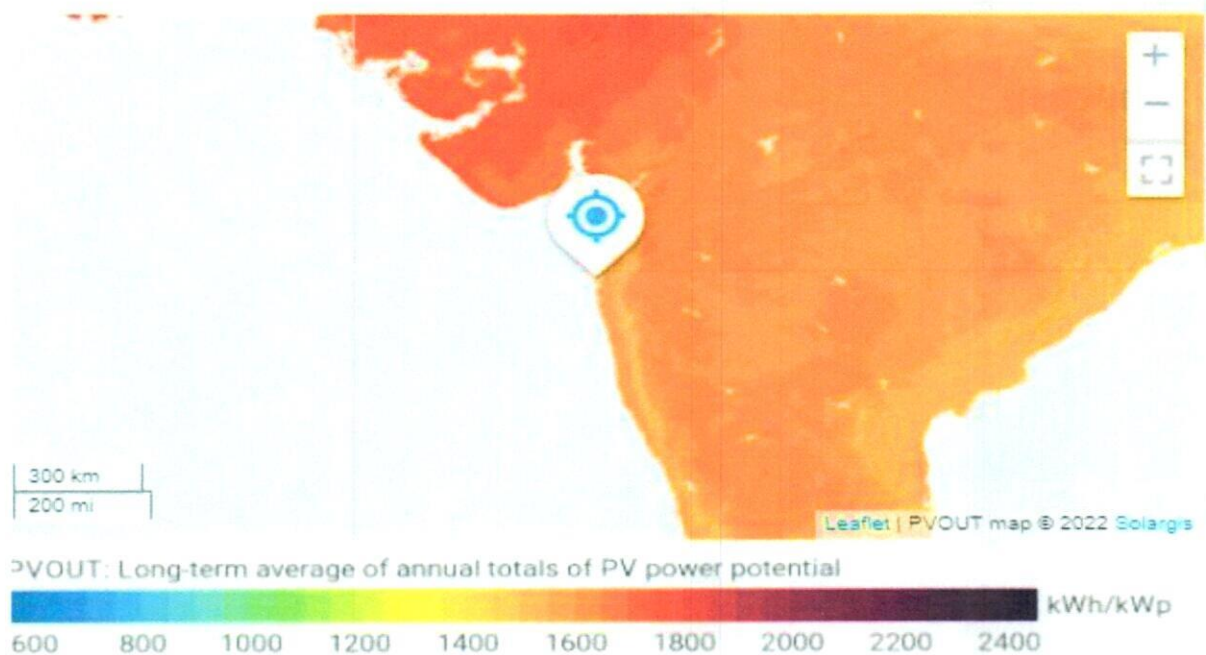 +
−
300 km
200 mi
Leaflet | PVOUT map © 2022 Solargis
PVOUT: Long-term average of annual totals of PV power potential
kWh/kWp
600 800 1000 1200 1400 1600 1800 2000 2200 2400